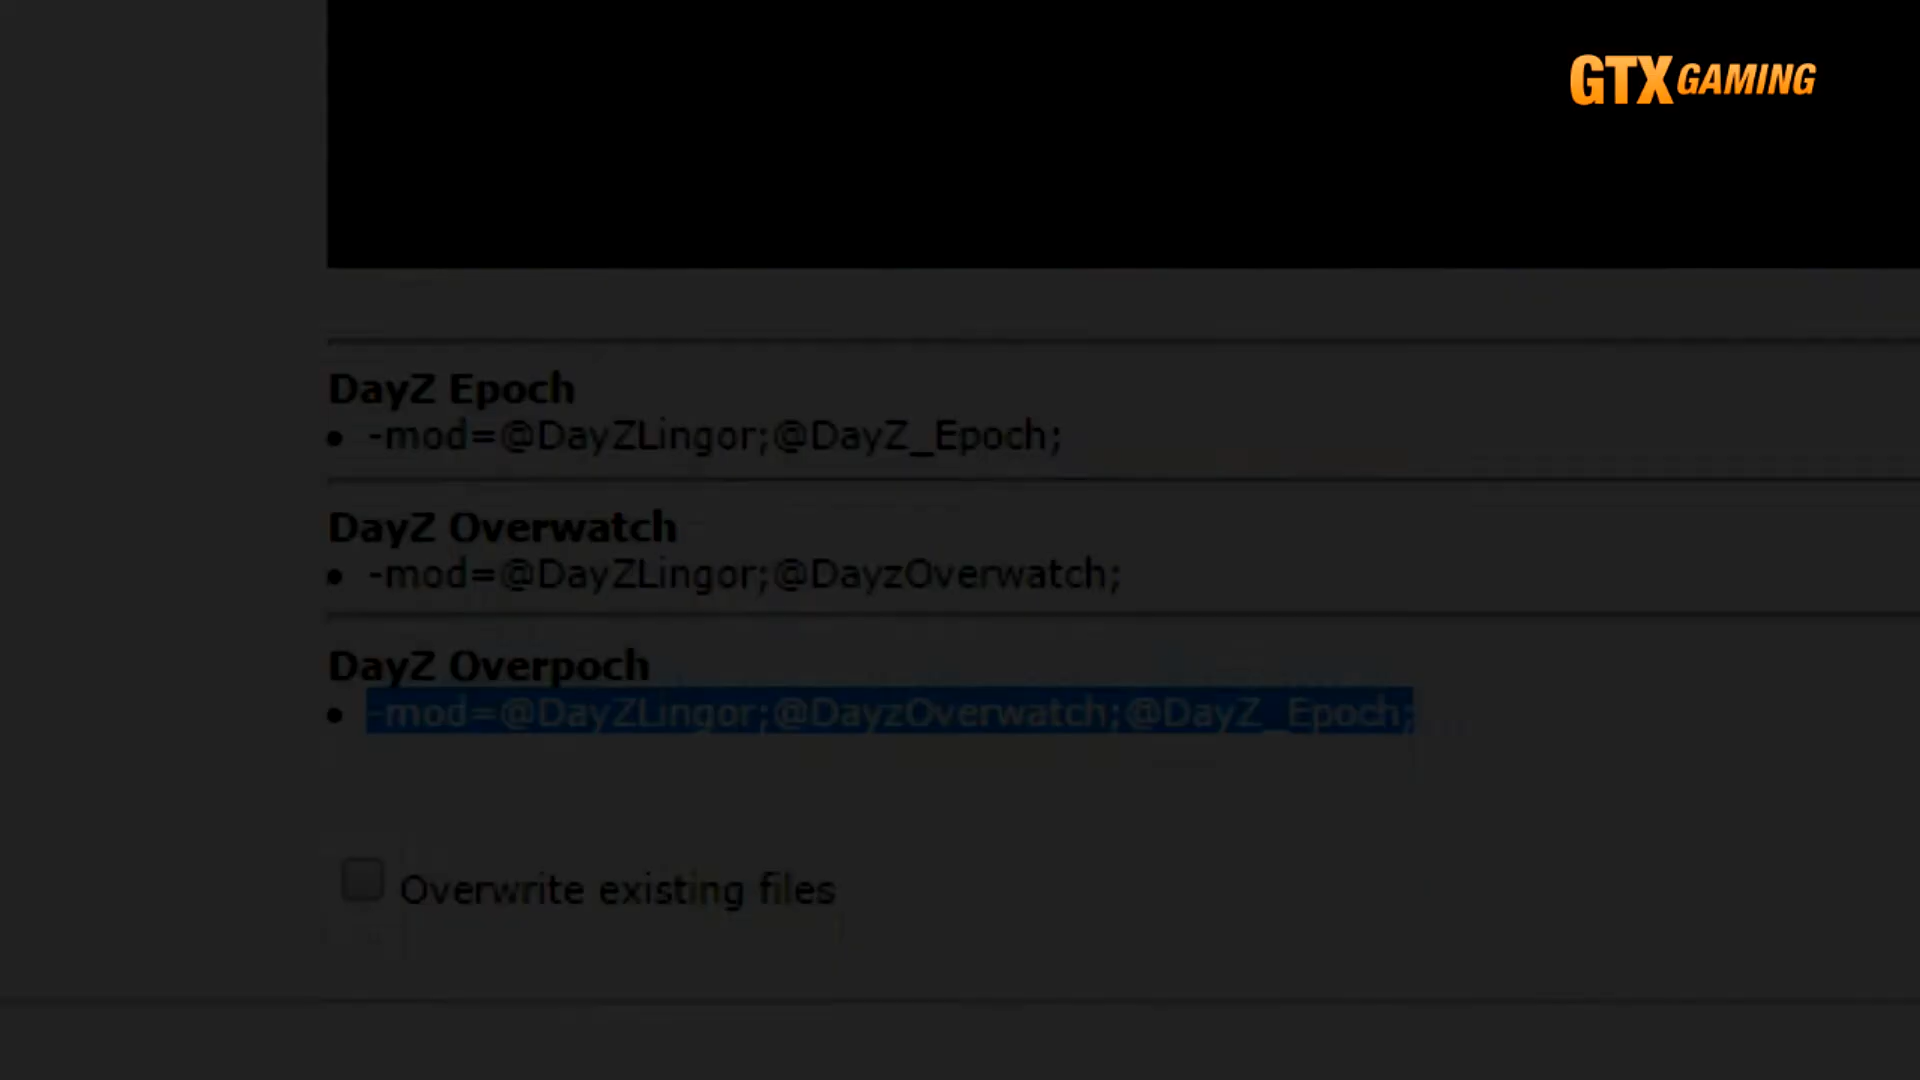 GTX GAMING
DayZ Epoch
• -mod=@DayZLingor;@DayZ_Epoch;
DayZ Overwatch
• -mod=@DayZLingor;@DayzOverwatch;
DayZ Overpoch
• -mod=@DayZLingor;@DayzOverwatch;@DayZ_Epoch;
Overwrite existing files